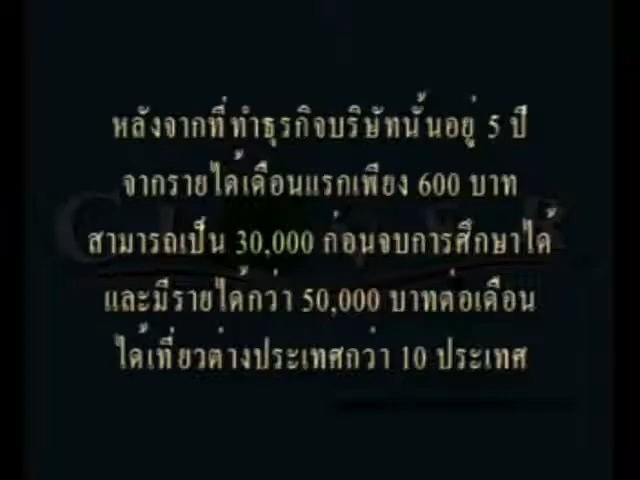 หลังจากที่ทำธุรกิจบริษัทนั้นอยู่ 5 ปี
จากรายได้เดือนแรกเพียง 600 บาท
สามารถเป็น 30,000 ก่อนจบการศึกษาได้
และมีรายได้กว่า 50,000 บาทต่อเดือน
ได้เที่ยวต่างประเทศกว่า 10 ประเทศ